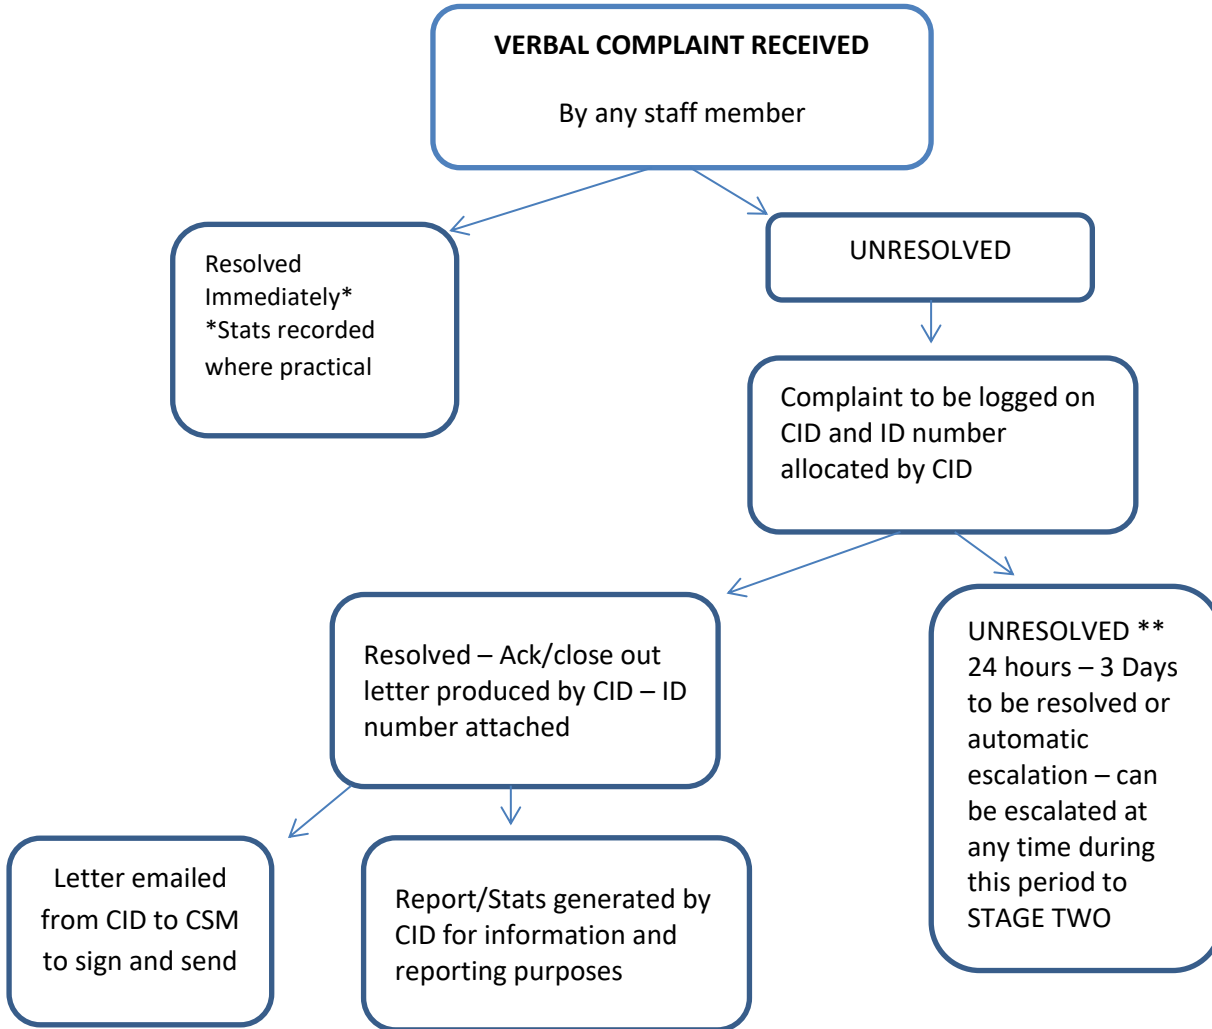 VERBAL COMPLAINT RECEIVED
By any staff member
Resolved
Immediately*
*Stats recorded
where practical
UNRESOLVED
Complaint to be logged on
CID and ID number
allocated by CID
Resolved – Ack/close out
letter produced by CID – ID
number attached
UNRESOLVED **
24 hours – 3 Days
to be resolved or
automatic
escalation – can
be escalated at
any time during
this period to
STAGE TWO
Letter emailed
from CID to CSM
to sign and send
Report/Stats generated by
CID for information and
reporting purposes